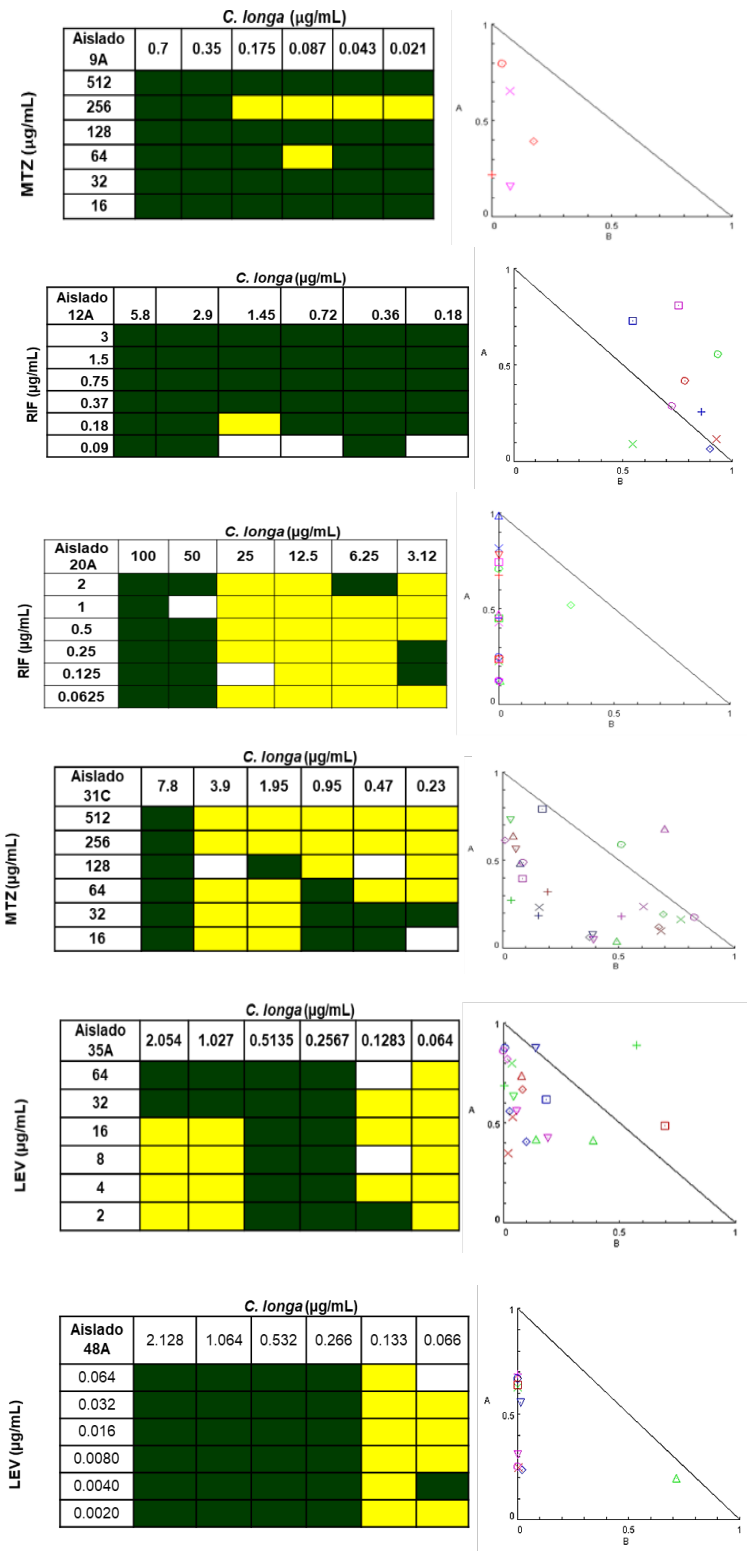 C. longa (µg/mL)
Aislado 9A 0.7 0.35 0.175 0.087 0.043 0.021
512
256
128
64
32
16
MTZ (µg/mL)
1
A
0.5
0
0 0.5 1
B
C. longa (µg/mL)
Aislado 12A 5.8 2.9 1.45 0.72 0.36 0.18
3
1.5
0.75
0.37
0.18
0.09
RIF (µg/mL)
1
A
0.5
0
0 0.5 1
B
C. longa (µg/mL)
Aislado 20A 100 50 25 12.5 6.25 3.12
2
1
0.5
0.25
0.125
0.0625
RIF (µg/mL)
1
A
0.5
0
0 0.5 1
B
C. longa (µg/mL)
Aislado 31C 7.8 3.9 1.95 0.95 0.47 0.23
512
256
128
64
32
16
MTZ (µg/mL)
1
A
0.5
0
0 0.5 1
B
C. longa (µg/mL)
Aislado 35A 2.054 1.027 0.5135 0.2567 0.1283 0.064
64
32
16
8
4
2
LEV (µg/mL)
1
A
0.5
0
0 0.5 1
B
C. longa (µg/mL)
Aislado 48A 2.128 1.064 0.532 0.266 0.133 0.066
0.064
0.032
0.016
0.0080
0.0040
0.0020
LEV (µg/mL)
1
A
0.5
0
0 0.5 1
B